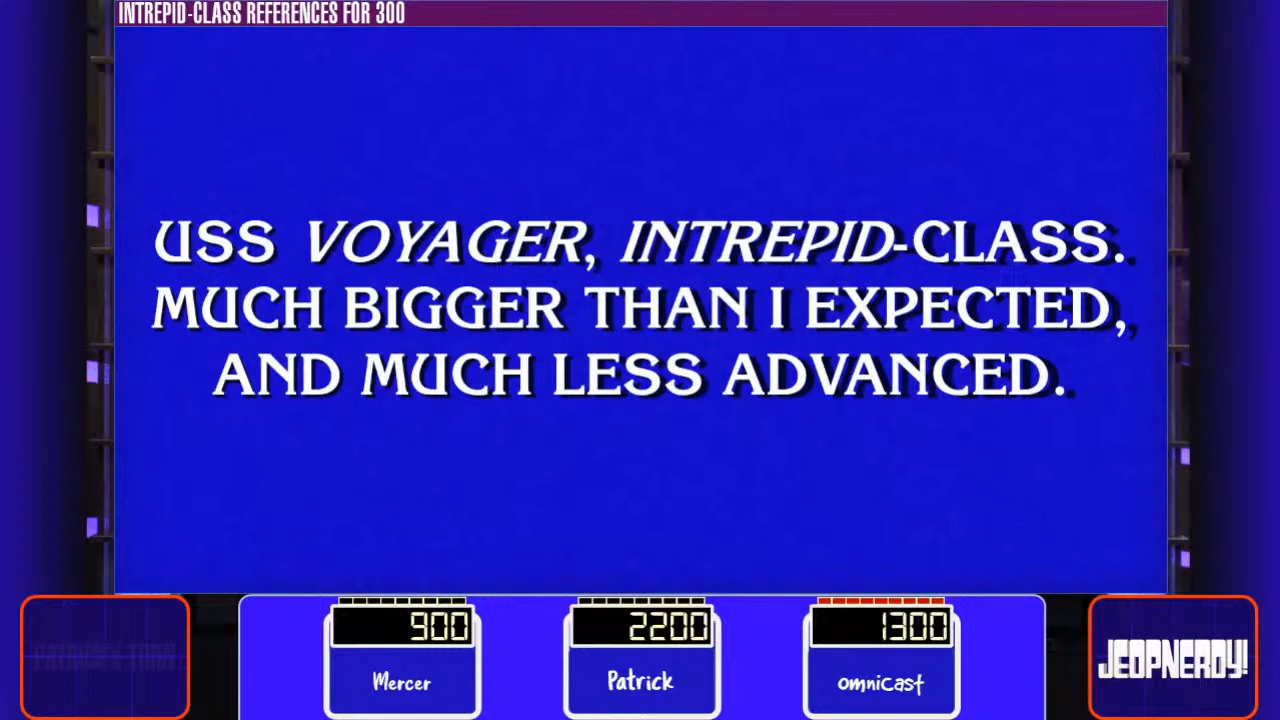 INTREPID-CLASS REFERENCES FOR 300
USS VOYAGER, INTREPID-CLASS.
MUCH BIGGER THAN I EXPECTED,
AND MUCH LESS ADVANCED.
900 2200 1300
Mercer Patrick omnicast
JEOPNERDY!